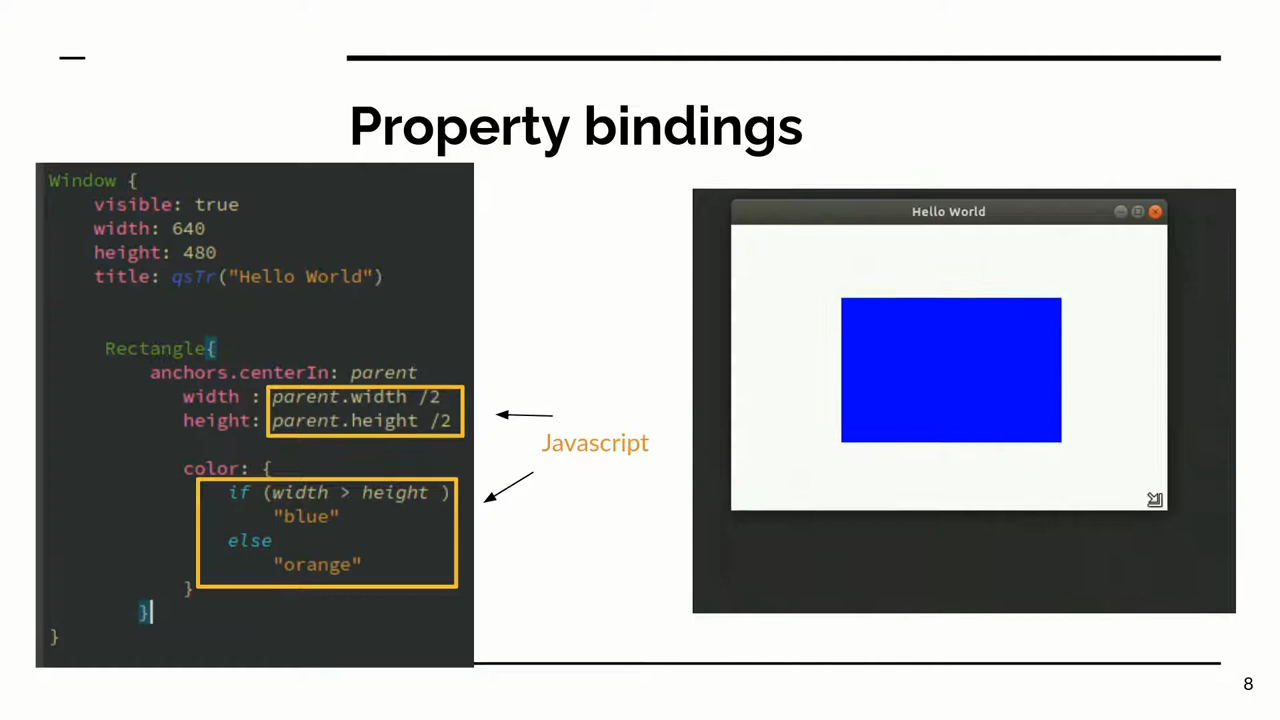 Property bindings
Window {
visible: true
width: 640
height: 480
title: qsTr("Hello World")
Rectangle{
anchors.centerIn: parent
width : parent.width /2
height: parent.height /2
color: {
if (width > height )
"blue"
else
"orange"
}
}
}
Javascript
Hello World
8